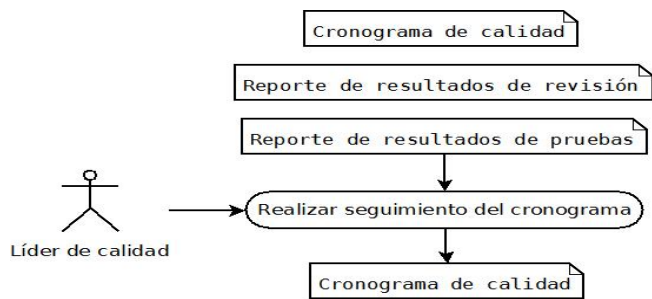 Cronograma de calidad
Reporte de resultados de revisión
Reporte de resultados de pruebas
Realizar seguimiento del cronograma
Líder de calidad
Cronograma de calidad